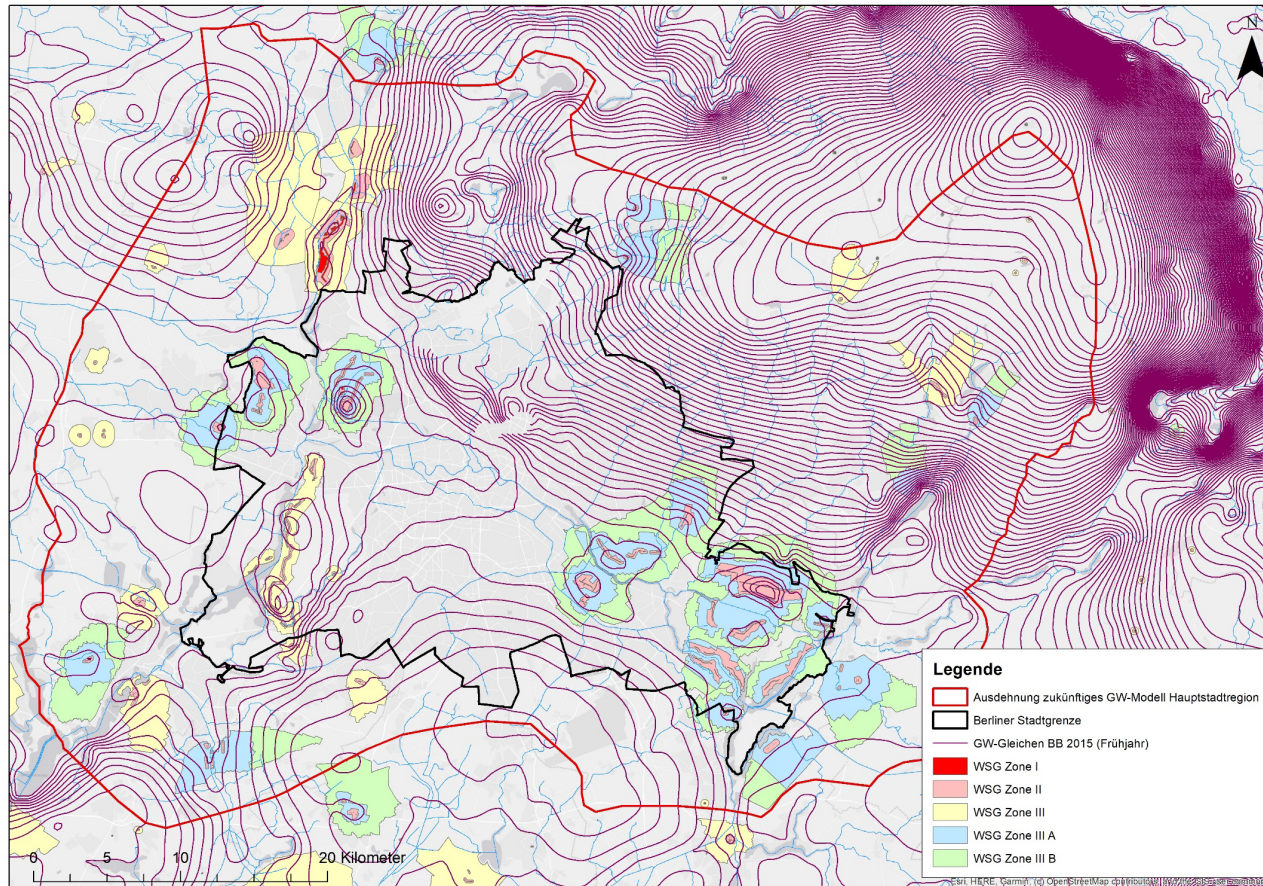 N
Legende
Ausdehnung zukünftiges GW-Modell Hauptstadtregion
Berliner Stadtgrenze
GW-Gleichen BB 2015 (Frühjahr)
WSG Zone I
WSG Zone II
WSG Zone III
WSG Zone III A
WSG Zone III B
0 5 10 20 Kilometer
Esri, HERE, Garmin, (c) OpenStreetMap contributors